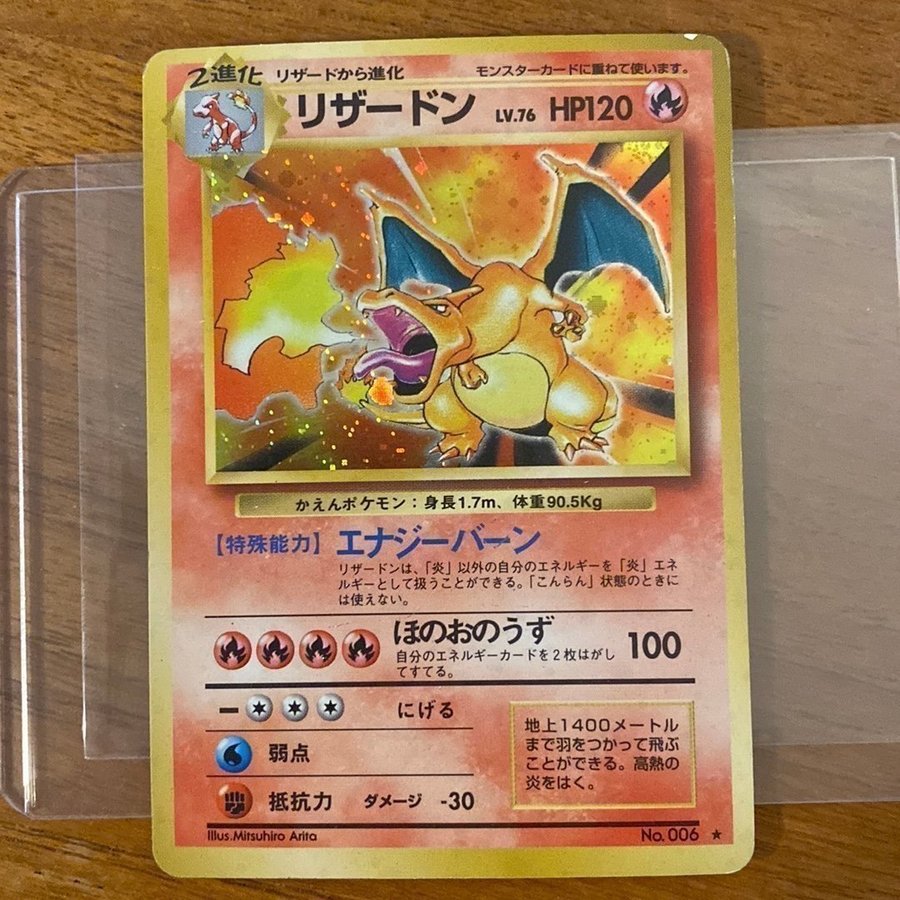 2進化 リザードから進化 モンスターカードに重ねて使います。
リザードン LV.76 HP120
かえんポケモン：身長1.7m、体重90.5Kg
【特殊能力】エナジーバーン
リザードンは、「炎」以外の自分のエネルギーを「炎」エネ
ルギーとして扱うことができる。「こんらん」状態のときに
は使えない。
ほのおのうず 100
自分のエネルギーカードを2枚はがし
てすてる。
にげる
弱点
抵抗力 ダメージ -30
地上1400メートル
まで羽をつかって飛ぶ
ことができる。高熱の
炎をはく。
Illus.Mitsuhiro Arita No.006 ★